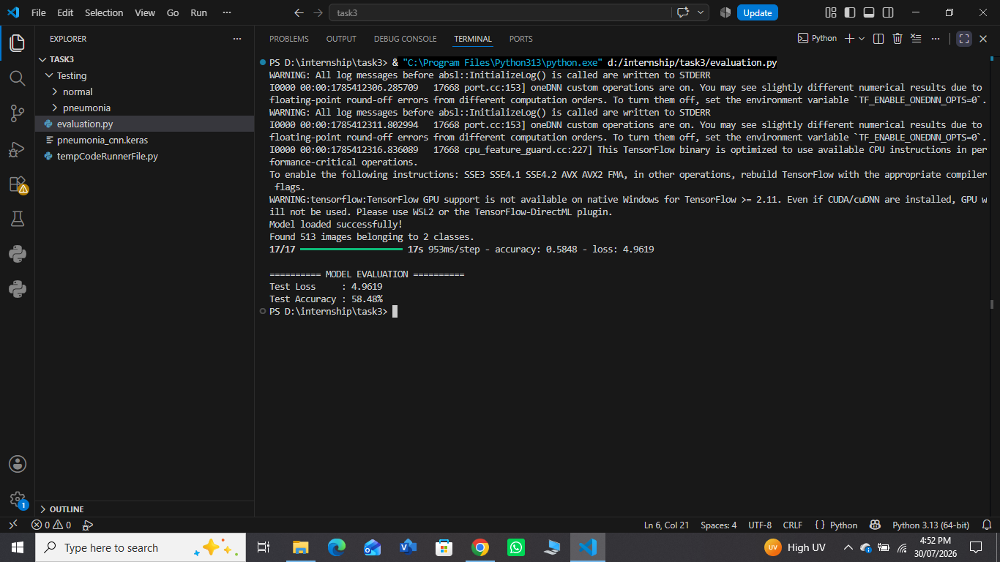 File Edit Selection View Go Run ···
task3
Update
EXPLORER ···
TASK3
Testing
normal
pneumonia
evaluation.py
pneumonia_cnn.keras
tempCodeRunnerFile.py
OUTLINE
PROBLEMS OUTPUT DEBUG CONSOLE TERMINAL PORTS
Python
PS D:\internship\task3> & "C:\Program Files\Python313\python.exe" d:/internship/task3/evaluation.py
WARNING: All log messages before absl::InitializeLog() is called are written to STDERR
I0000 00:00:1785412306.285709   17668 port.cc:153] oneDNN custom operations are on. You may see slightly different numerical results due to
floating-point round-off errors from different computation orders. To turn them off, set the environment variable `TF_ENABLE_ONEDNN_OPTS=0`.
WARNING: All log messages before absl::InitializeLog() is called are written to STDERR
I0000 00:00:1785412311.802994   17668 port.cc:153] oneDNN custom operations are on. You may see slightly different numerical results due to
floating-point round-off errors from different computation orders. To turn them off, set the environment variable `TF_ENABLE_ONEDNN_OPTS=0`.
I0000 00:00:1785412316.836089   17668 cpu_feature_guard.cc:227] This TensorFlow binary is optimized to use available CPU instructions in per
formance-critical operations.
To enable the following instructions: SSE3 SSE4.1 SSE4.2 AVX AVX2 FMA, in other operations, rebuild TensorFlow with the appropriate compiler
flags.
WARNING:tensorflow:TensorFlow GPU support is not available on native Windows for TensorFlow >= 2.11. Even if CUDA/cuDNN are installed, GPU w
ill not be used. Please use WSL2 or the TensorFlow-DirectML plugin.
Model loaded successfully!
Found 513 images belonging to 2 classes.
17/17 17s 953ms/step - accuracy: 0.5848 - loss: 4.9619
========== MODEL EVALUATION ==========
Test Loss     : 4.9619
Test Accuracy : 58.48%
PS D:\internship\task3>
1
0 0
Ln 6, Col 21 Spaces: 4 UTF-8 CRLF { } Python Python 3.13 (64-bit)
Type here to search
UV High UV
4:52 PM
30/07/2026